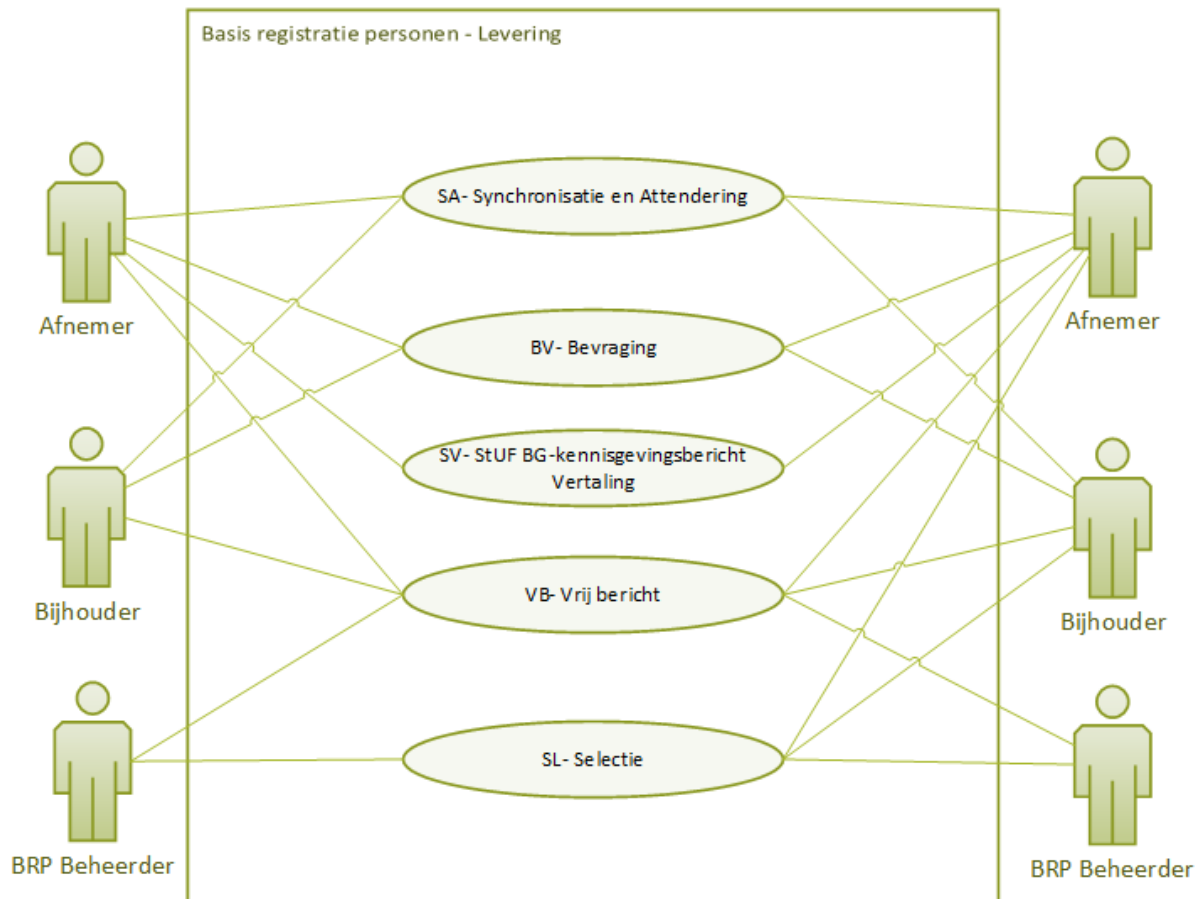 Basis registratie personen - Levering
SA- Synchronisatie en Attendering
Afnemer
Afnemer
BV- Bevraging
SV- StUF BG-kennisgevingsbericht
Vertaling
Bijhouder
Bijhouder
VB- Vrij bericht
SL- Selectie
BRP Beheerder
BRP Beheerder